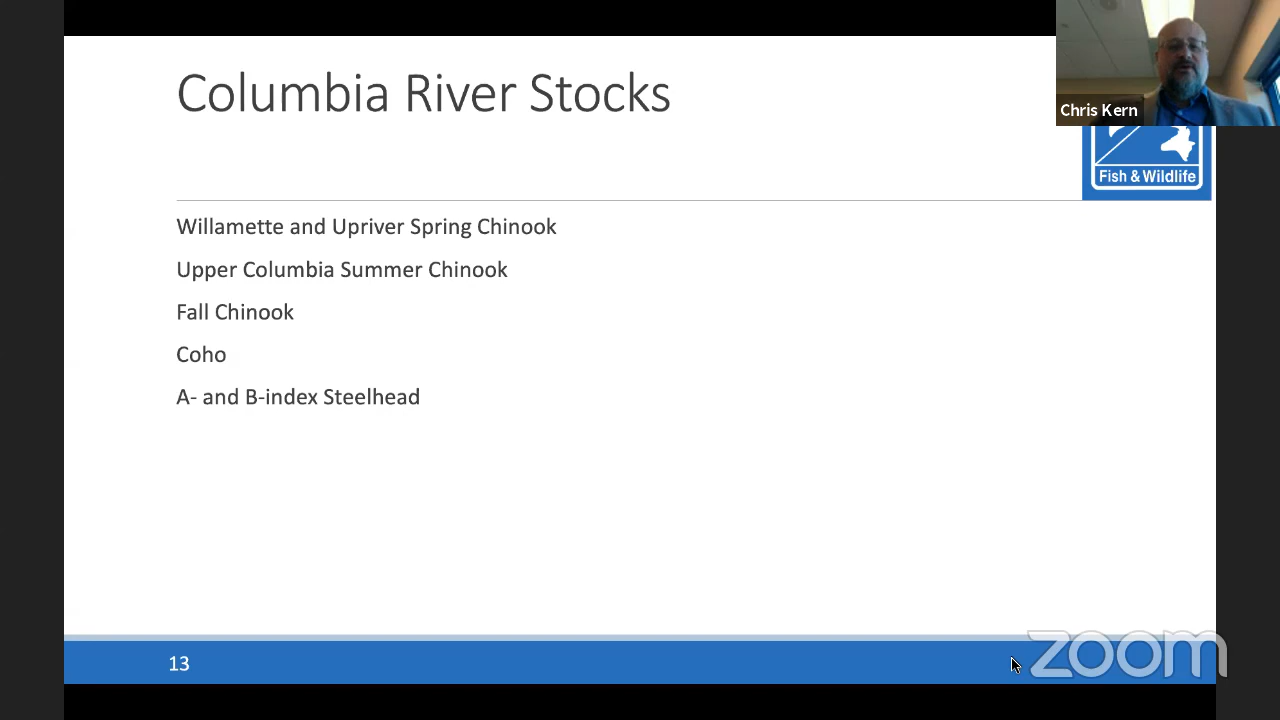 Columbia River Stocks
Chris Kern
Fish & Wildlife
Willamette and Upriver Spring Chinook
Upper Columbia Summer Chinook
Fall Chinook
Coho
A- and B-index Steelhead
13
zoom